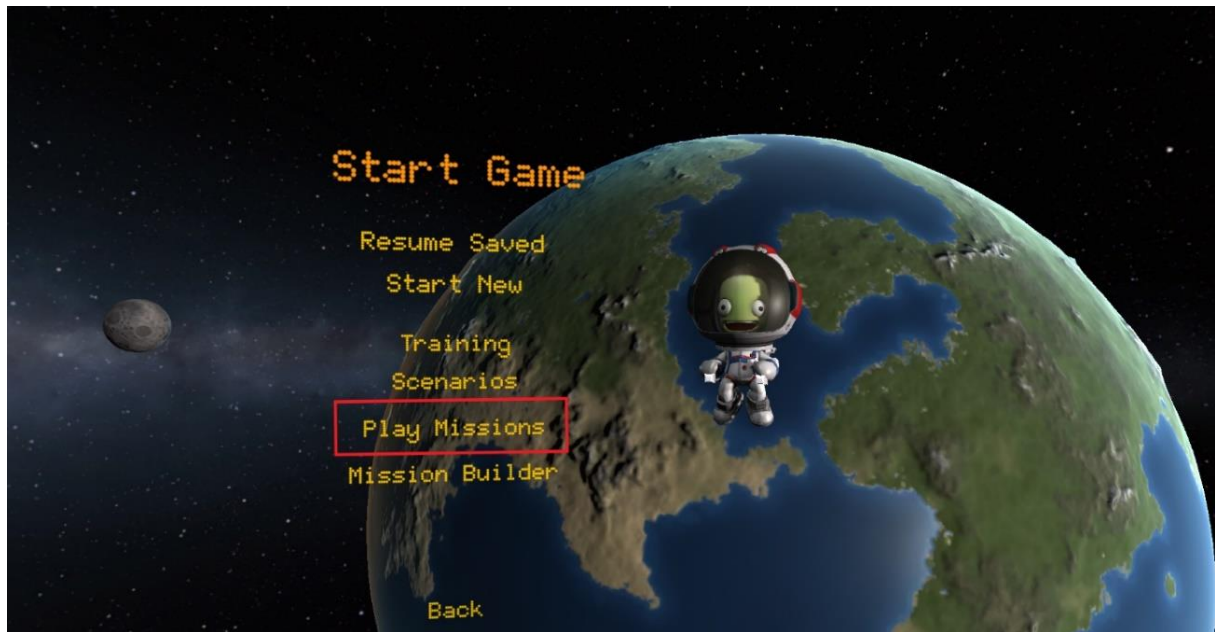 Start Game
Resume Saved
Start New
Training
Scenarios
Play Missions
Mission Builder
Back